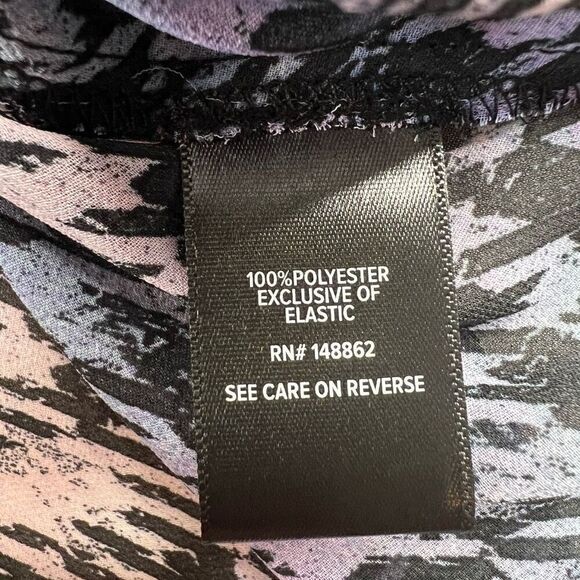 100%POLYESTER
EXCLUSIVE OF
ELASTIC
RN# 148862
SEE CARE ON REVERSE